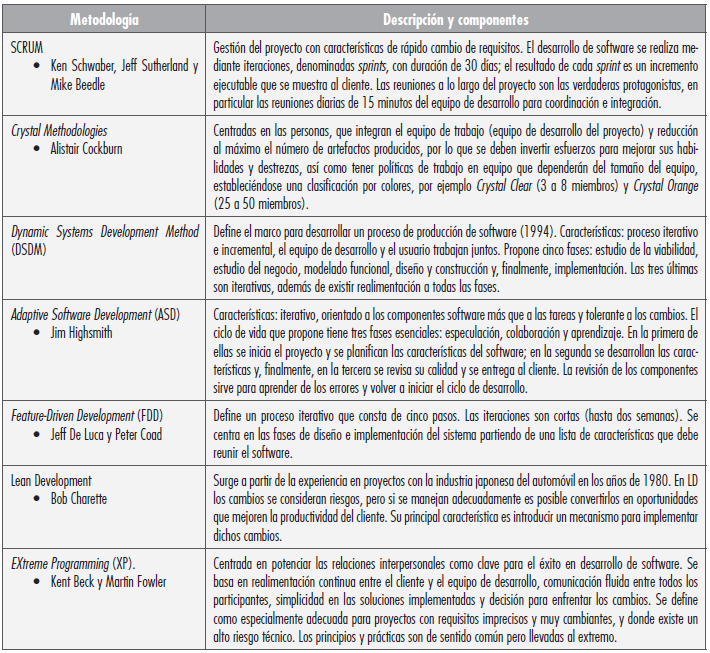 Metodología
Descripción y componentes
SCRUM
• Ken Schwaber, Jeff Sutherland y
Mike Beedle
Gestión del proyecto con características de rápido cambio de requisitos. El desarrollo de software se realiza me-
diante iteraciones, denominadas sprints, con duración de 30 días; el resultado de cada sprint es un incremento
ejecutable que se muestra al cliente. Las reuniones a lo largo del proyecto son las verdaderas protagonistas, en
particular las reuniones diarias de 15 minutos del equipo de desarrollo para coordinación e integración.
Crystal Methodologies
• Alistair Cockburn
Centradas en las personas, que integran el equipo de trabajo (equipo de desarrollo del proyecto) y reducción
al máximo el número de artefactos producidos, por lo que se deben invertir esfuerzos para mejorar sus habi-
lidades y destrezas, así como tener políticas de trabajo en equipo que dependerán del tamaño del equipo,
estableciéndose una clasificación por colores, por ejemplo Crystal Clear (3 a 8 miembros) y Crystal Orange
(25 a 50 miembros).
Dynamic Systems Development Method
(DSDM)
Define el marco para desarrollar un proceso de producción de software (1994). Características: proceso iterativo
e incremental, el equipo de desarrollo y el usuario trabajan juntos. Propone cinco fases: estudio de la viabilidad,
estudio del negocio, modelado funcional, diseño y construcción y, finalmente, implementación. Las tres últimas
son iterativas, además de existir realimentación a todas las fases.
Adaptive Software Development (ASD)
• Jim Highsmith
Características: iterativo, orientado a los componentes software más que a las tareas y tolerante a los cambios. El
ciclo de vida que propone tiene tres fases esenciales: especulación, colaboración y aprendizaje. En la primera de
ellas se inicia el proyecto y se planifican las características del software; en la segunda se desarrollan las carac-
terísticas y, finalmente, en la tercera se revisa su calidad y se entrega al cliente. La revisión de los componentes
sirve para aprender de los errores y volver a iniciar el ciclo de desarrollo.
Feature-Driven Development (FDD)
• Jeff De Luca y Peter Coad
Define un proceso iterativo que consta de cinco pasos. Las iteraciones son cortas (hasta dos semanas). Se
centra en las fases de diseño e implementación del sistema partiendo de una lista de características que debe
reunir el software.
Lean Development
• Bob Charette
Surge a partir de la experiencia en proyectos con la industria japonesa del automóvil en los años de 1980. En LD
los cambios se consideran riesgos, pero si se manejan adecuadamente es posible convertirlos en oportunidades
que mejoren la productividad del cliente. Su principal característica es introducir un mecanismo para implementar
dichos cambios.
EXtreme Programming (XP).
• Kent Beck y Martin Fowler
Centrada en potenciar las relaciones interpersonales como clave para el éxito en desarrollo de software. Se
basa en realimentación continua entre el cliente y el equipo de desarrollo, comunicación fluida entre todos los
participantes, simplicidad en las soluciones implementadas y decisión para enfrentar los cambios. Se define
como especialmente adecuada para proyectos con requisitos imprecisos y muy cambiantes, y donde existe un
alto riesgo técnico. Los principios y prácticas son de sentido común pero llevadas al extremo.